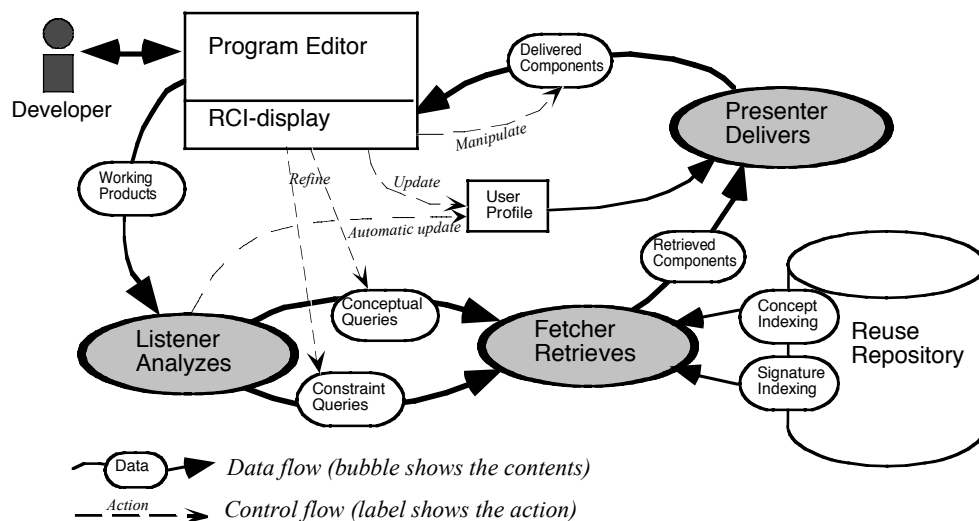 Program Editor
RCI-display
Developer
Delivered
Components
Presenter
Delivers
Manipulate
Working
Products
Refine
Update
User
Profile
Automatic update
Retrieved
Components
Conceptual
Queries
Listener
Analyzes
Fetcher
Retrieves
Concept
Indexing
Reuse
Repository
Signature
Indexing
Constraint
Queries
Data
Data flow (bubble shows the contents)
Action
Control flow (label shows the action)